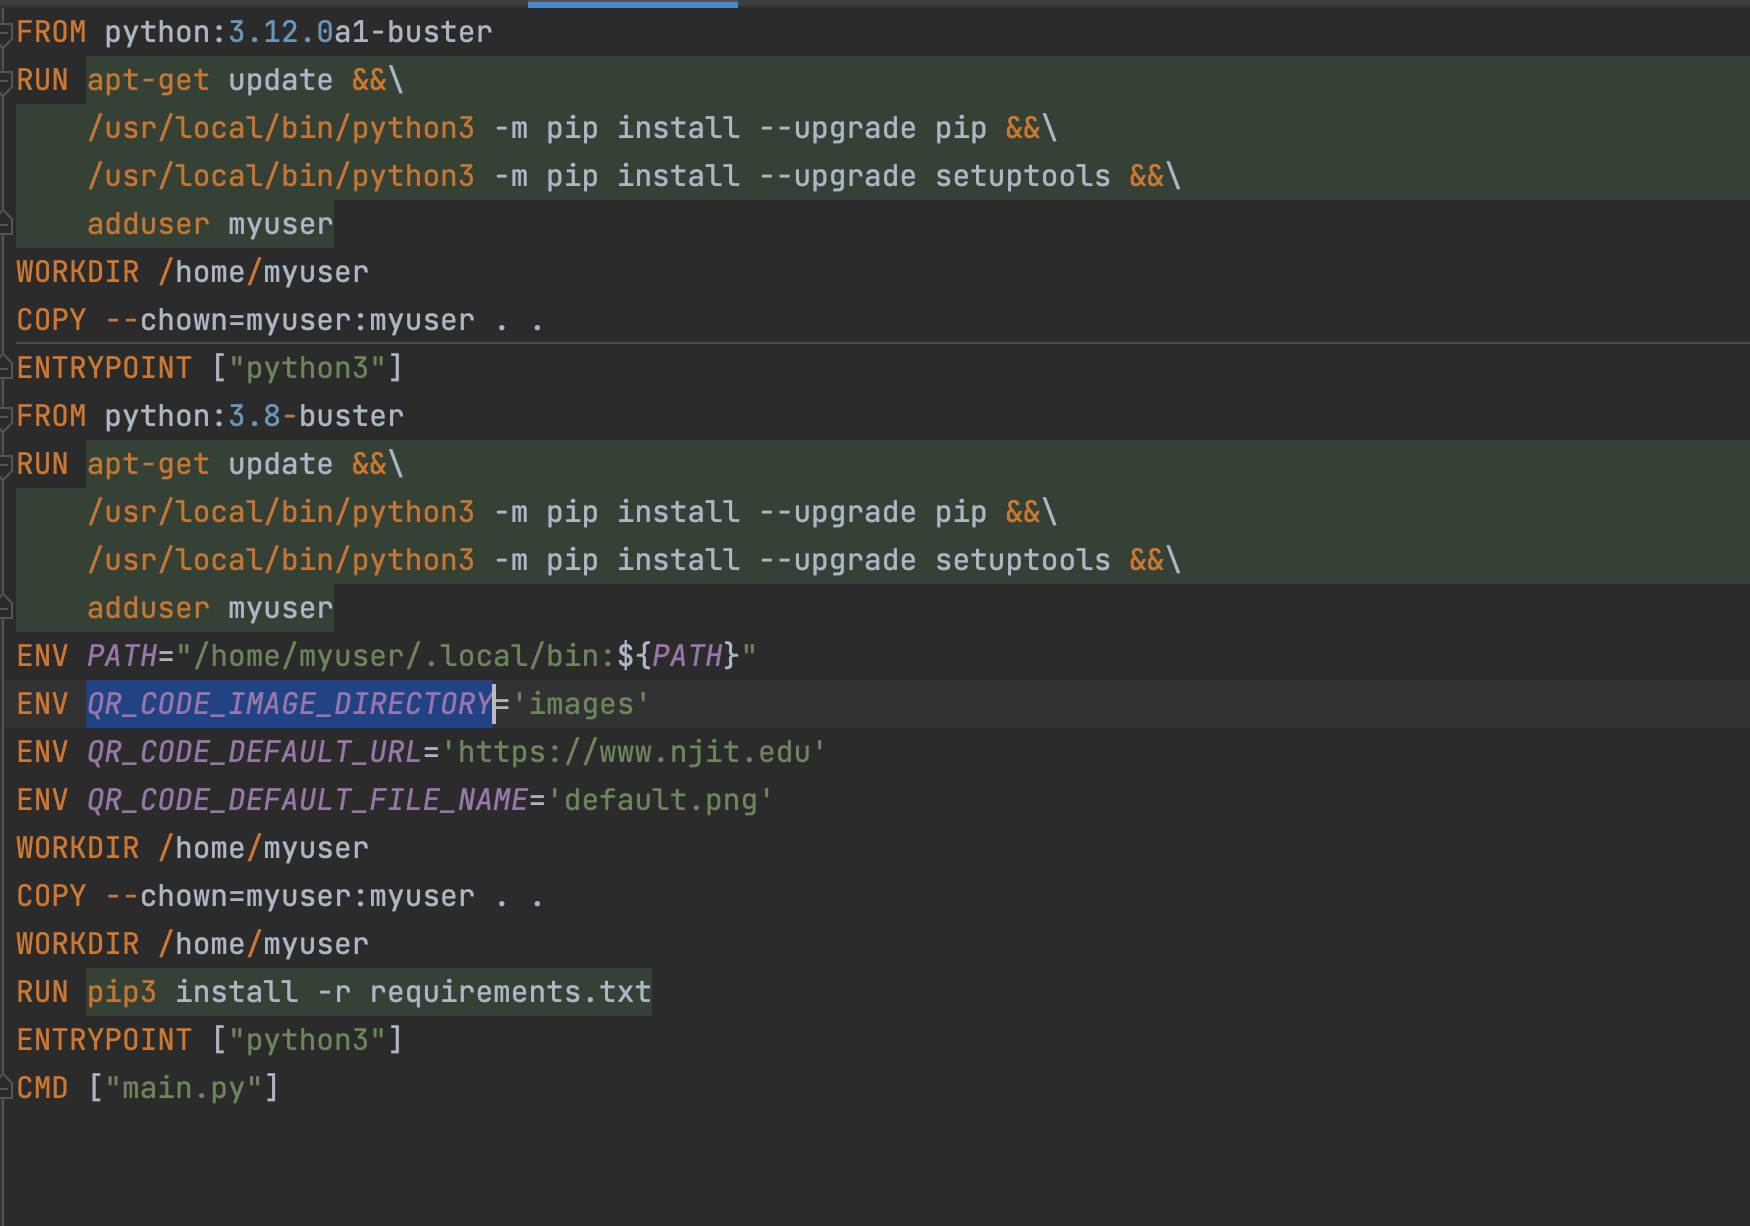 FROM python:3.12.0a1-buster
RUN apt-get update &&\
    /usr/local/bin/python3 -m pip install --upgrade pip &&\
    /usr/local/bin/python3 -m pip install --upgrade setuptools &&\
    adduser myuser
WORKDIR /home/myuser
COPY --chown=myuser:myuser . .
ENTRYPOINT ["python3"]
FROM python:3.8-buster
RUN apt-get update &&\
    /usr/local/bin/python3 -m pip install --upgrade pip &&\
    /usr/local/bin/python3 -m pip install --upgrade setuptools &&\
    adduser myuser
ENV PATH="/home/myuser/.local/bin:${PATH}"
ENV QR_CODE_IMAGE_DIRECTORY='images'
ENV QR_CODE_DEFAULT_URL='https://www.njit.edu'
ENV QR_CODE_DEFAULT_FILE_NAME='default.png'
WORKDIR /home/myuser
COPY --chown=myuser:myuser . .
WORKDIR /home/myuser
RUN pip3 install -r requirements.txt
ENTRYPOINT ["python3"]
CMD ["main.py"]